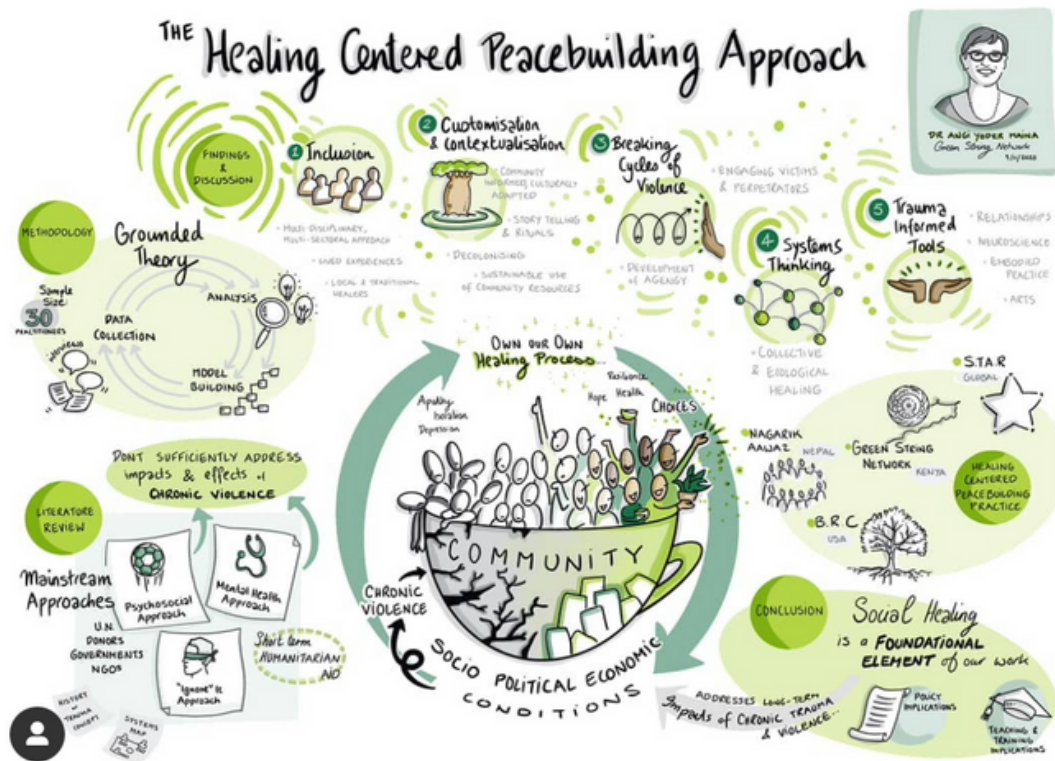 THE Healing Centered Peacebuilding Approach
DR ANGI YODER MAINA
Green String Network
9/11/2020
FINDINGS
&
DISCUSSION
1 Inclusion
• MULTI-DISCIPLINARY,
MULTI-SECTORAL APPROACH
• LIVED EXPERIENCES
• LOCAL & TRADITIONAL
HEALERS
2 Customisation
& contextualisation
• COMMUNITY
INFORMED, CULTURALLY
ADAPTED
• STORY TELLING
& RITUALS
• DECOLONISING
• SUSTAINABLE USE
OF COMMUNITY RESOURCES
3 Breaking
Cycles of
Violence
• ENGAGING VICTIMS
& PERPETRATORS
• DEVELOPMENT
of AGENCY
4 Systems
Thinking
• COLLECTIVE
& ECOLOGICAL
HEALING
5 Trauma
Informed
Tools
• RELATIONSHIPS
• NEUROSCIENCE
• EMBODIED
PRACTICE
• ARTS
METHODOLOGY
Grounded
Theory
Sample
Size
30
PRACTITIONERS
INTERVIEWS
DATA
COLLECTION
ANALYSIS
MODEL
BUILDING
OWN OUR OWN
Healing Process...
Apathy
Isolation
Depression
Hope
Resilience
Health
CHOICES
COMMUNITY
CHRONIC
VIOLENCE
SOCIO POLITICAL ECONOMIC
CONDITIONS
S.T.A.R
GLOBAL
NAGARIK
AAWAZ
NEPAL
GREEN STRING
NETWORK
KENYA
B.R.C
USA
HEALING
CENTERED
PEACEBUILDING
PRACTICE
DONT SUFFICIENTLY ADDRESS
impacts & effects of
CHRONIC VIOLENCE
LITERATURE
REVIEW
Mainstream
Approaches
U.N.
DONORS
GOVERNMENTS
NGOs
Psychosocial
Approach
Mental Health
Approach
"Ignore" It
Approach
Short term
HUMANITARIAN
AID
HISTORY
of TRAUMA
CONCEPT
SYSTEMS
MAP
CONCLUSION
Social Healing
is a FOUNDATIONAL
ELEMENT of our work
ADDRESSES LONG-TERM
Impacts of CHRONIC TRAUMA
& VIOLENCE...
POLICY
IMPLICATIONS
TEACHING &
TRAINING
IMPLICATIONS